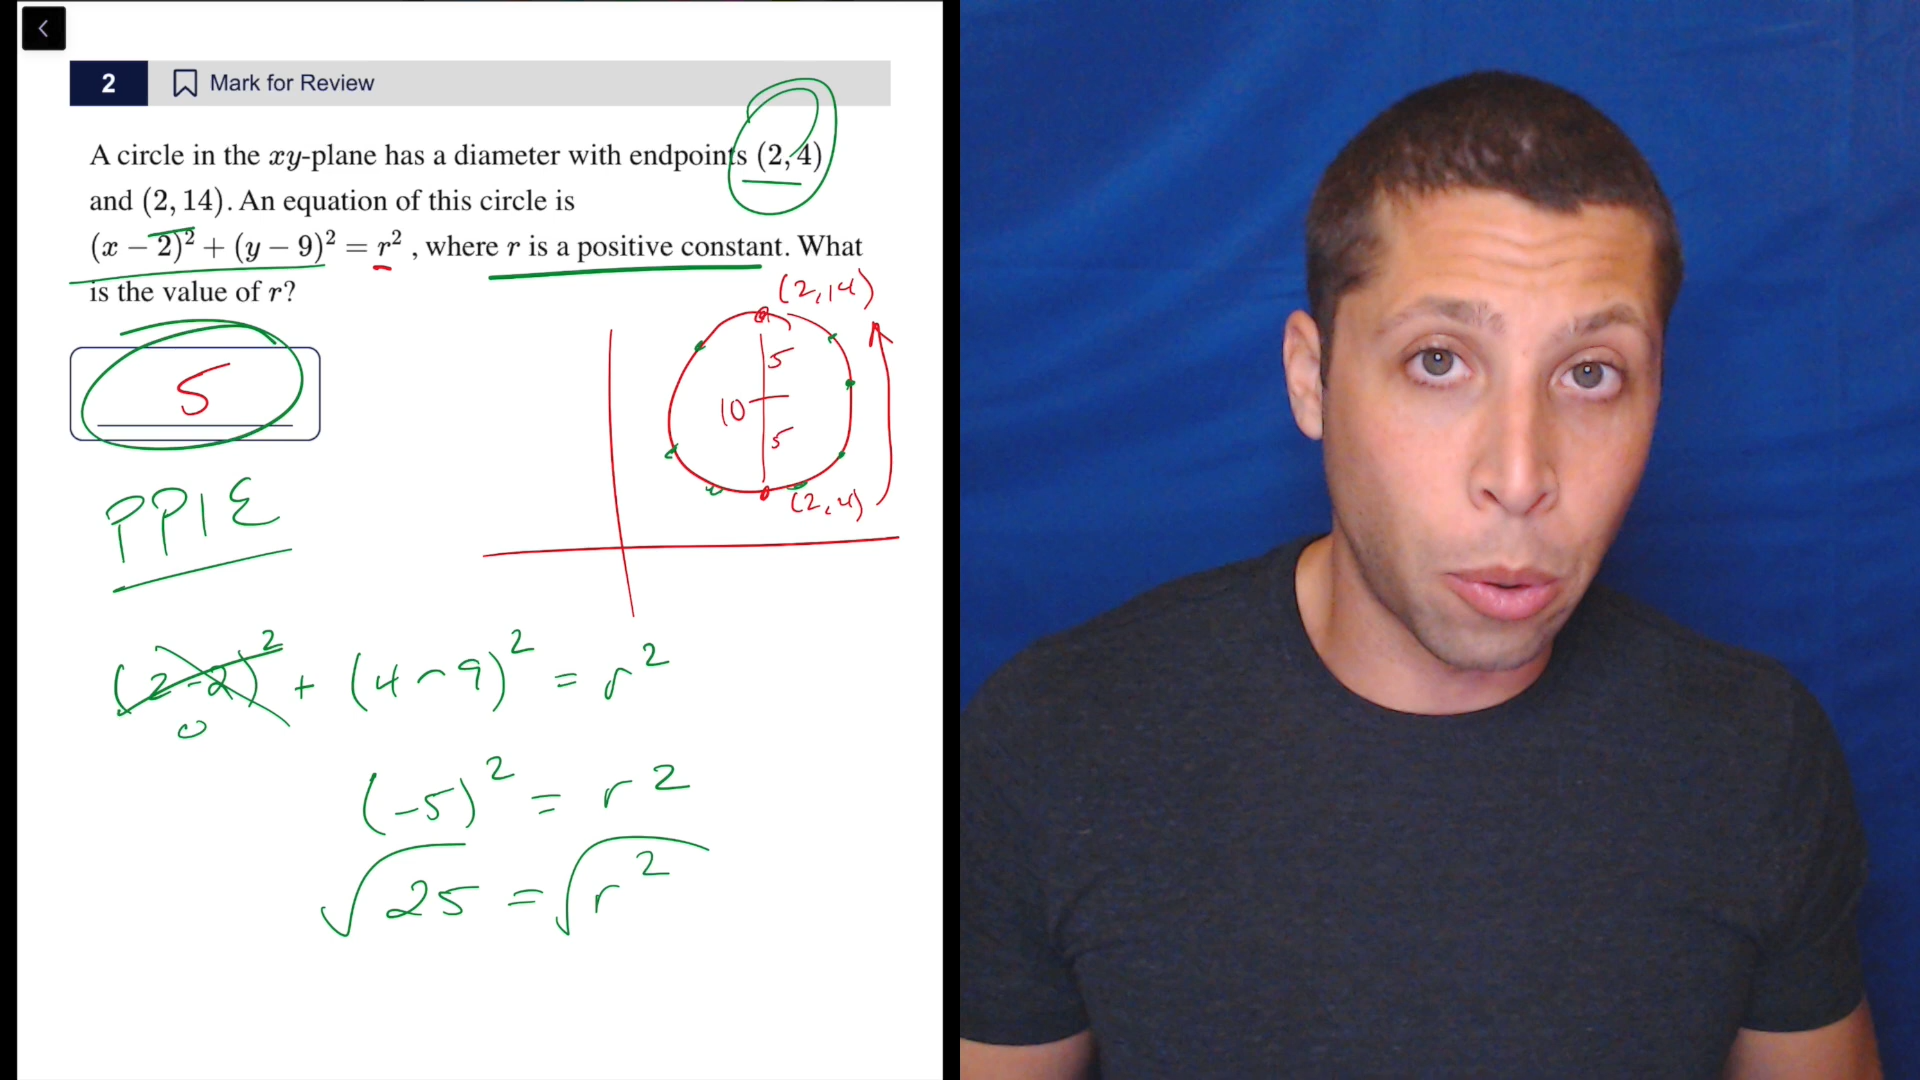 2 Mark for Review
A circle in the xy-plane has a diameter with endpoints (2, 4)
and (2, 14). An equation of this circle is
(x − 2)² + (y − 9)² = r² , where r is a positive constant. What
is the value of r?
5
(2,14)
5
10
5
(2,4)
PPIE
(2-2)² + (4-9)² = r²
0
(-5)² = r²
√25 = √r²